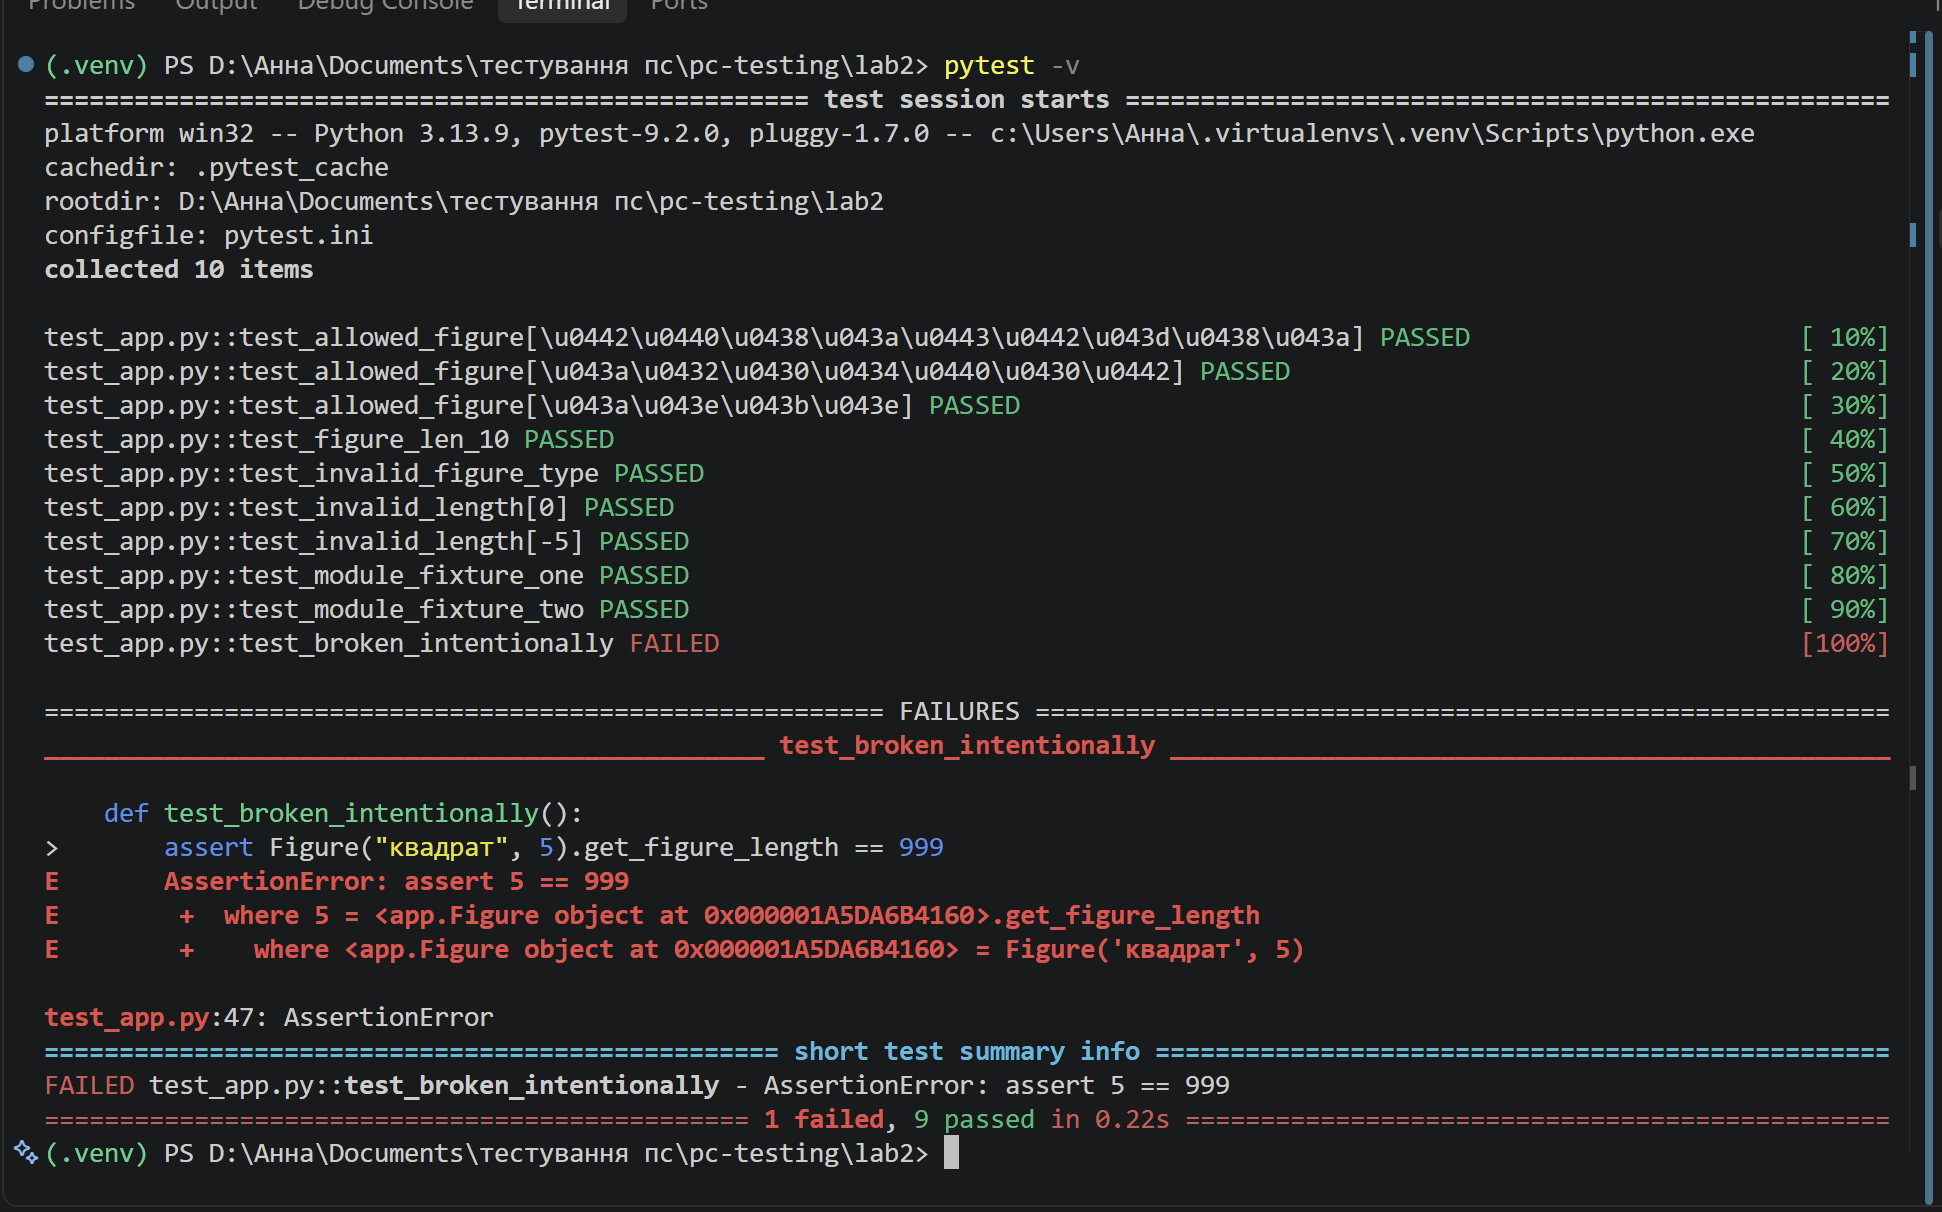 Problems Output Debug Console Terminal Ports
(.venv) PS D:\Анна\Documents\тестування пс\pc-testing\lab2> pytest -v
=================================================== test session starts ===================================================
platform win32 -- Python 3.13.9, pytest-9.2.0, pluggy-1.7.0 -- c:\Users\Анна\.virtualenvs\.venv\Scripts\python.exe
cachedir: .pytest_cache
rootdir: D:\Анна\Documents\тестування пс\pc-testing\lab2
configfile: pytest.ini
collected 10 items
test_app.py::test_allowed_figure[\u0442\u0440\u0438\u043a\u0443\u0442\u043d\u0438\u043a] PASSED [ 10%]
test_app.py::test_allowed_figure[\u043a\u0432\u0430\u0434\u0440\u0430\u0442] PASSED [ 20%]
test_app.py::test_allowed_figure[\u043a\u043e\u043b\u043e] PASSED [ 30%]
test_app.py::test_figure_len_10 PASSED [ 40%]
test_app.py::test_invalid_figure_type PASSED [ 50%]
test_app.py::test_invalid_length[0] PASSED [ 60%]
test_app.py::test_invalid_length[-5] PASSED [ 70%]
test_app.py::test_module_fixture_one PASSED [ 80%]
test_app.py::test_module_fixture_two PASSED [ 90%]
test_app.py::test_broken_intentionally FAILED [100%]
======================================================== FAILURES =========================================================
________________________________________________ test_broken_intentionally ________________________________________________
def test_broken_intentionally():
> assert Figure("квадрат", 5).get_figure_length == 999
E AssertionError: assert 5 == 999
E + where 5 = <app.Figure object at 0x000001A5DA6B4160>.get_figure_length
E + where <app.Figure object at 0x000001A5DA6B4160> = Figure('квадрат', 5)
test_app.py:47: AssertionError
================================================= short test summary info =================================================
FAILED test_app.py::test_broken_intentionally - AssertionError: assert 5 == 999
=============================================== 1 failed, 9 passed in 0.22s ===============================================
(.venv) PS D:\Анна\Documents\тестування пс\pc-testing\lab2>